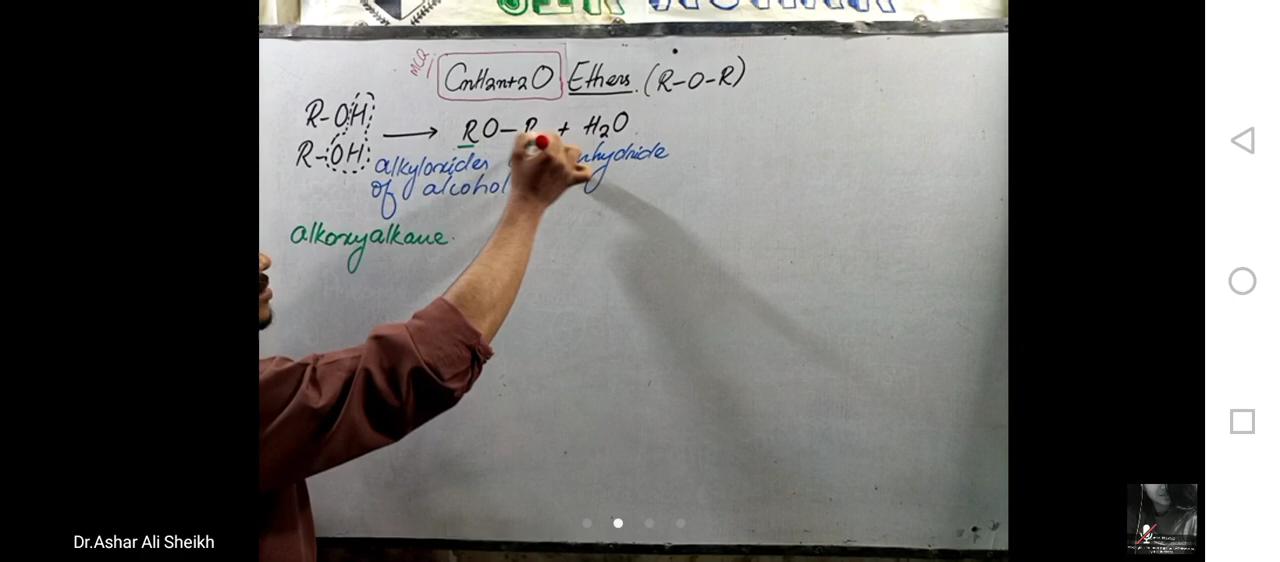 MCQ
CnH2n+2O Ethers. (R-O-R)
R-OH
R-OH
→ RO-R + H2O
alkyloxides
of alcohol
alkoxyalkane.
Dr.Ashar Ali Sheikh